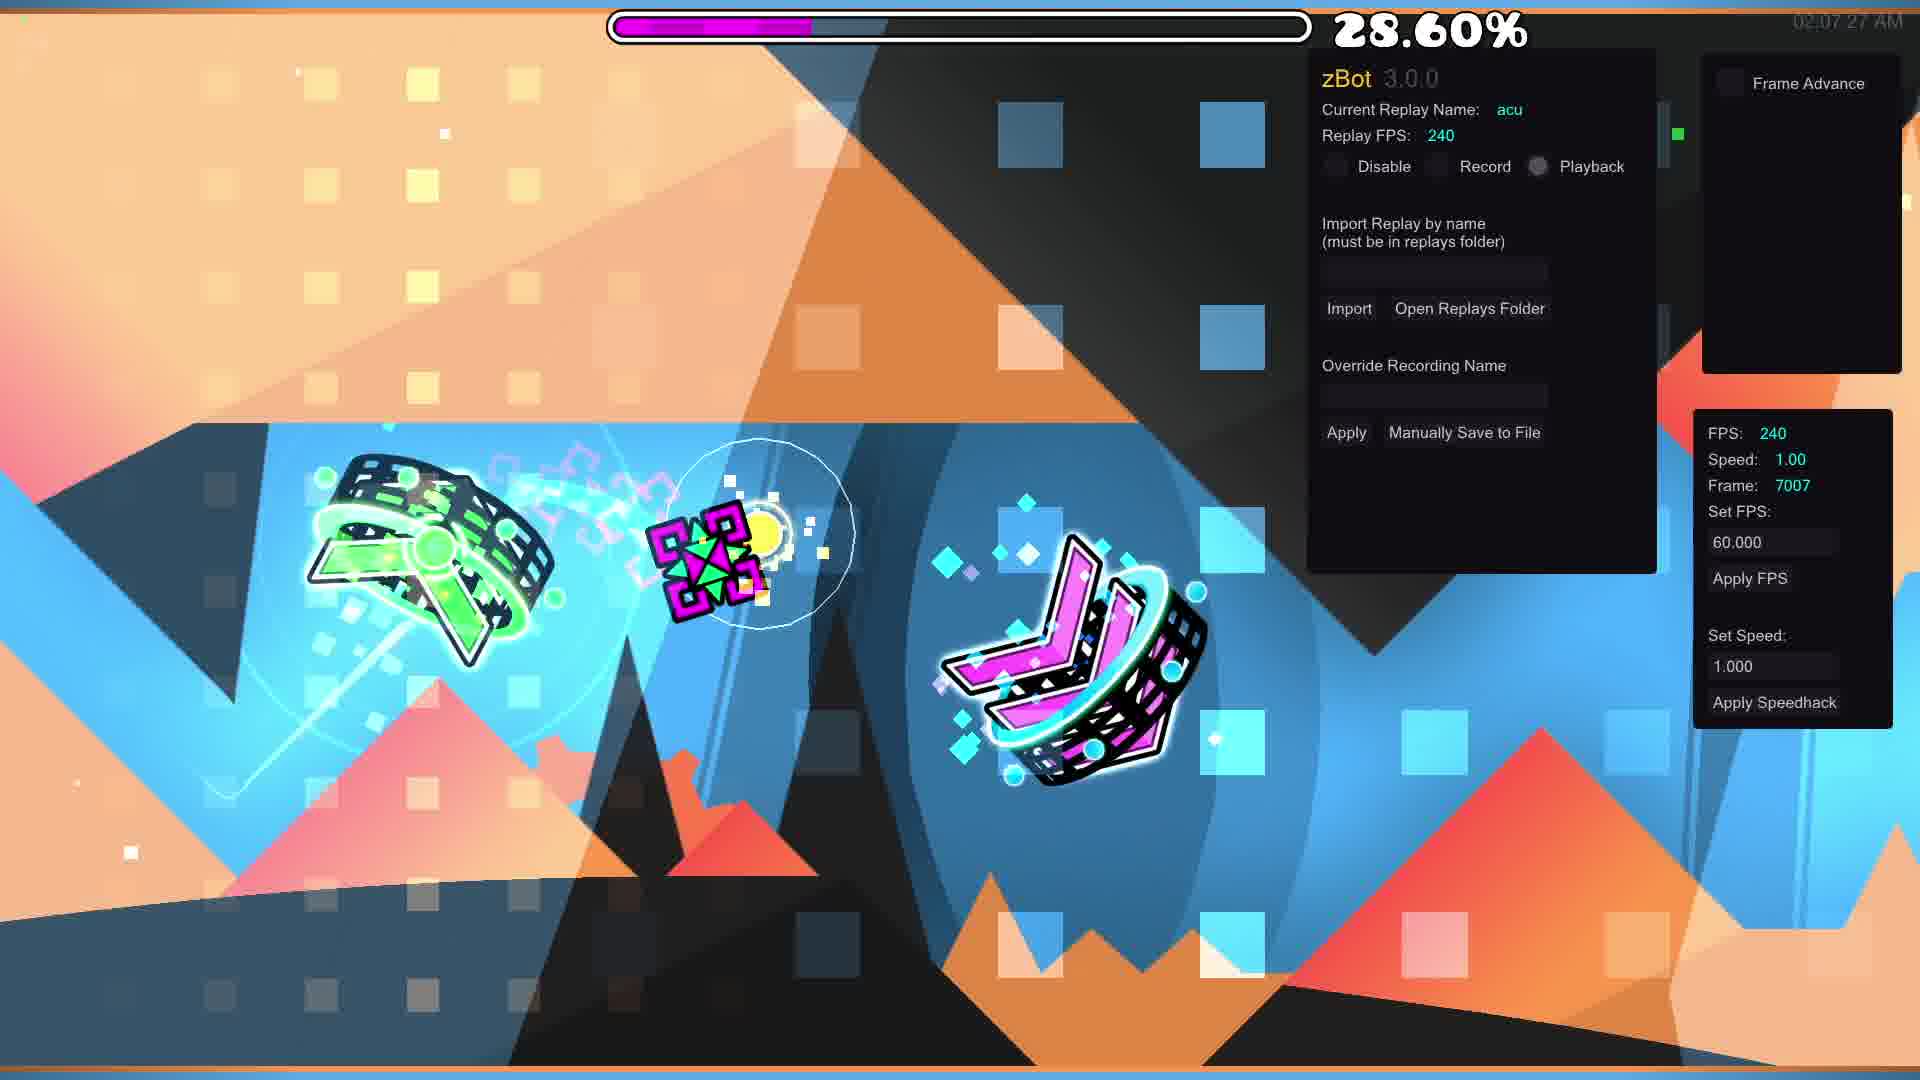 28.60%
02:07:27 AM
zBot 3.0.0
Current Replay Name: acu
Replay FPS: 240
Disable Record Playback
Import Replay by name
(must be in replays folder)
Import Open Replays Folder
Override Recording Name
Apply Manually Save to File
Frame Advance
FPS: 240
Speed: 1.00
Frame: 7007
Set FPS:
60.000
Apply FPS
Set Speed:
1.000
Apply Speedhack